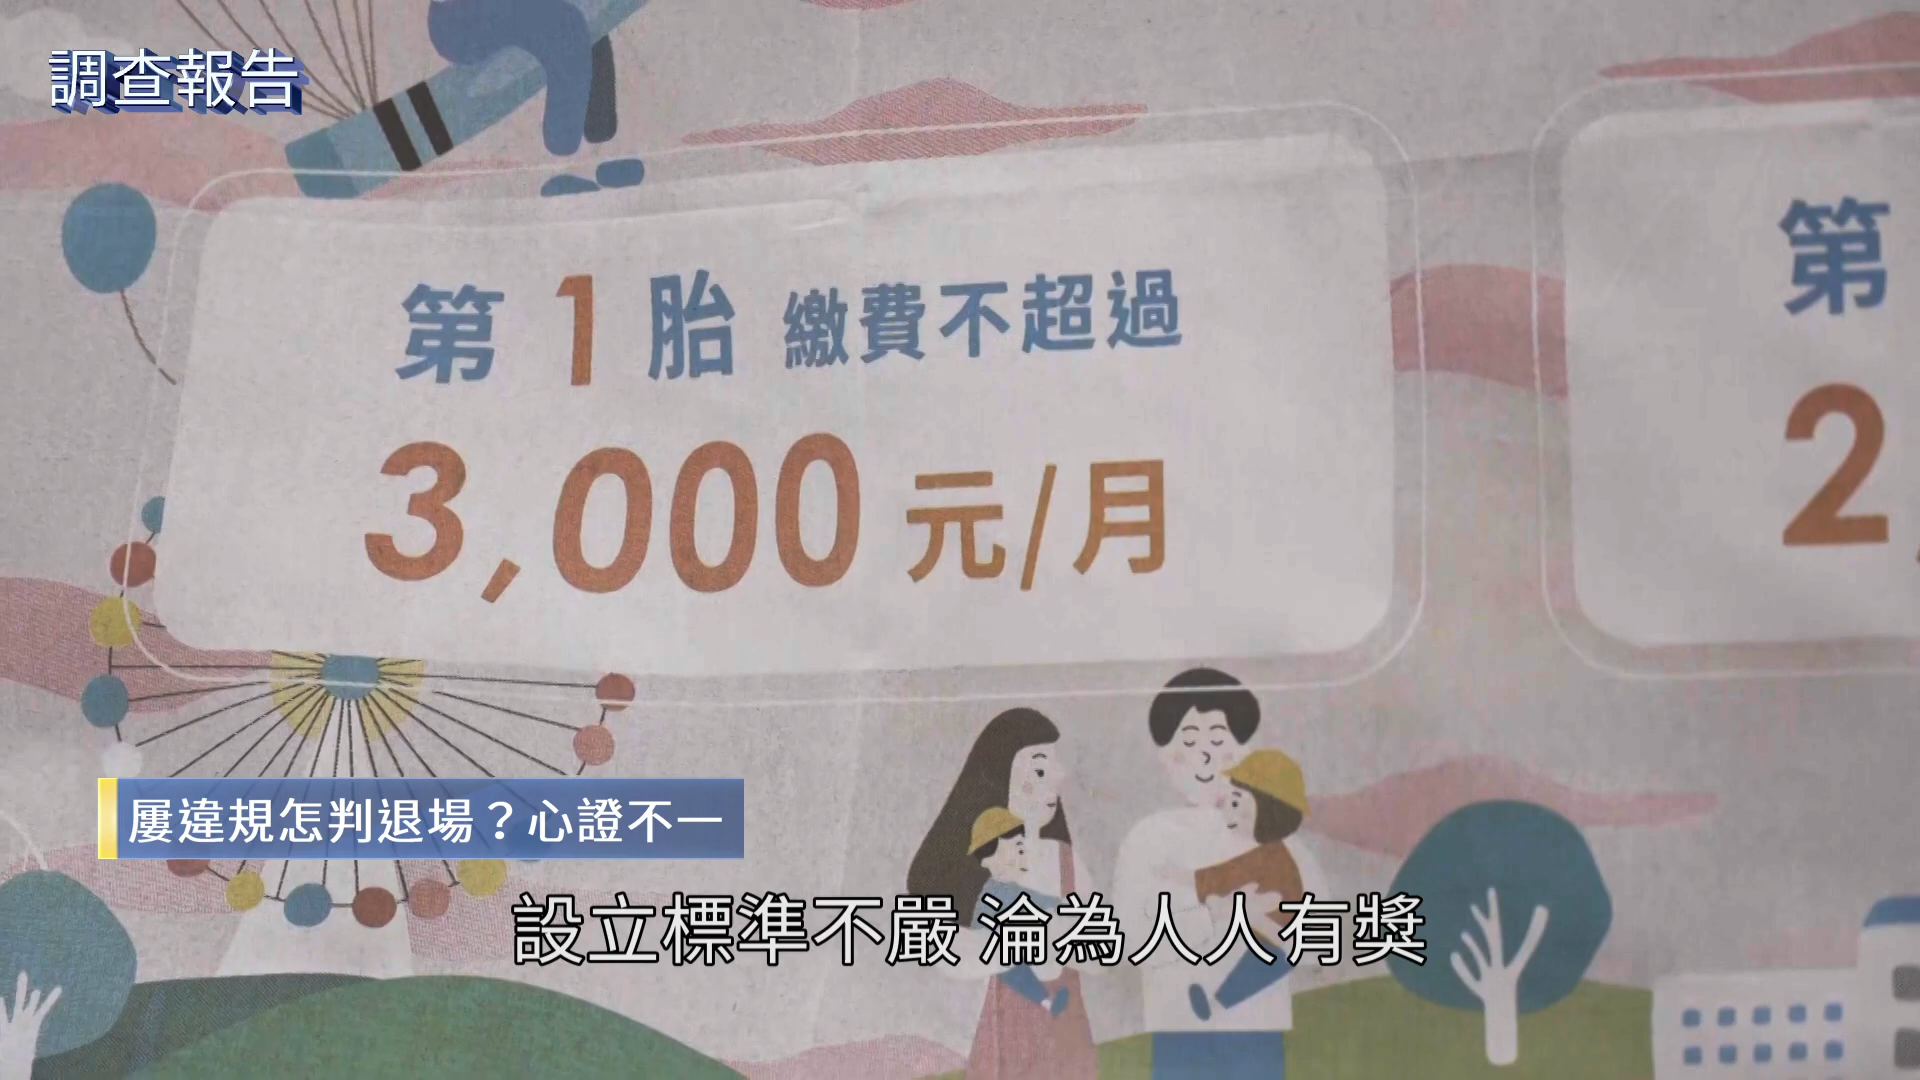 調查報告
第1胎 繳費不超過
3,000元/月
第
2,
屢違規怎判退場？心證不一
設立標準不嚴 淪為人人有獎